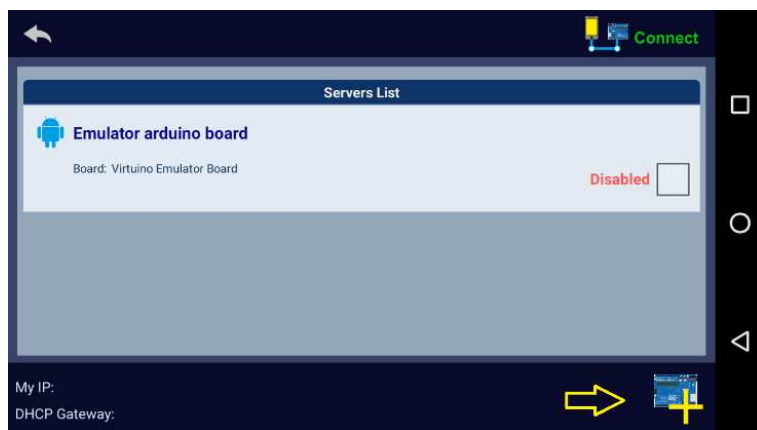 Connect
Servers List
Emulator arduino board
Board: Virtuino Emulator Board
Disabled
My IP:
DHCP Gateway: